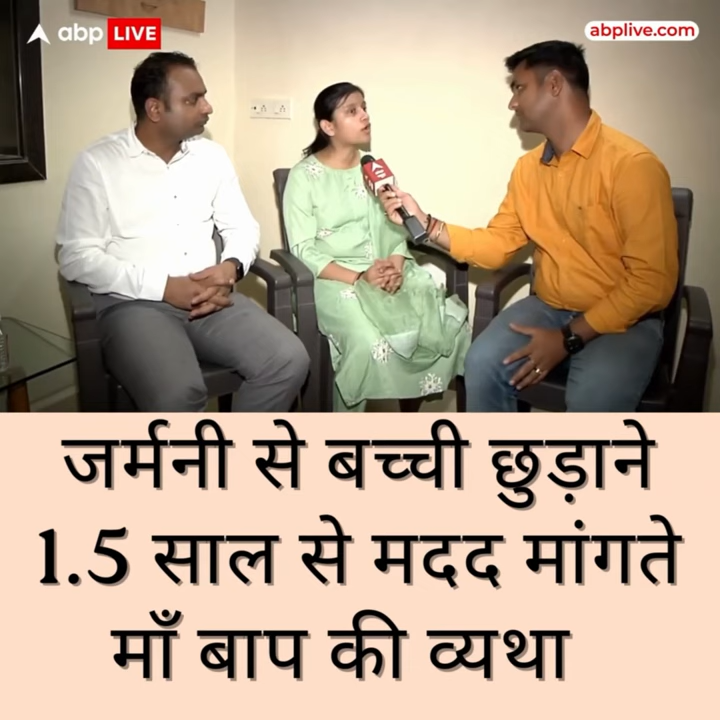 abp LIVE
abplive.com
जर्मनी से बच्ची छुड़ाने
1.5 साल से मदद मांगते
माँ बाप की व्यथा